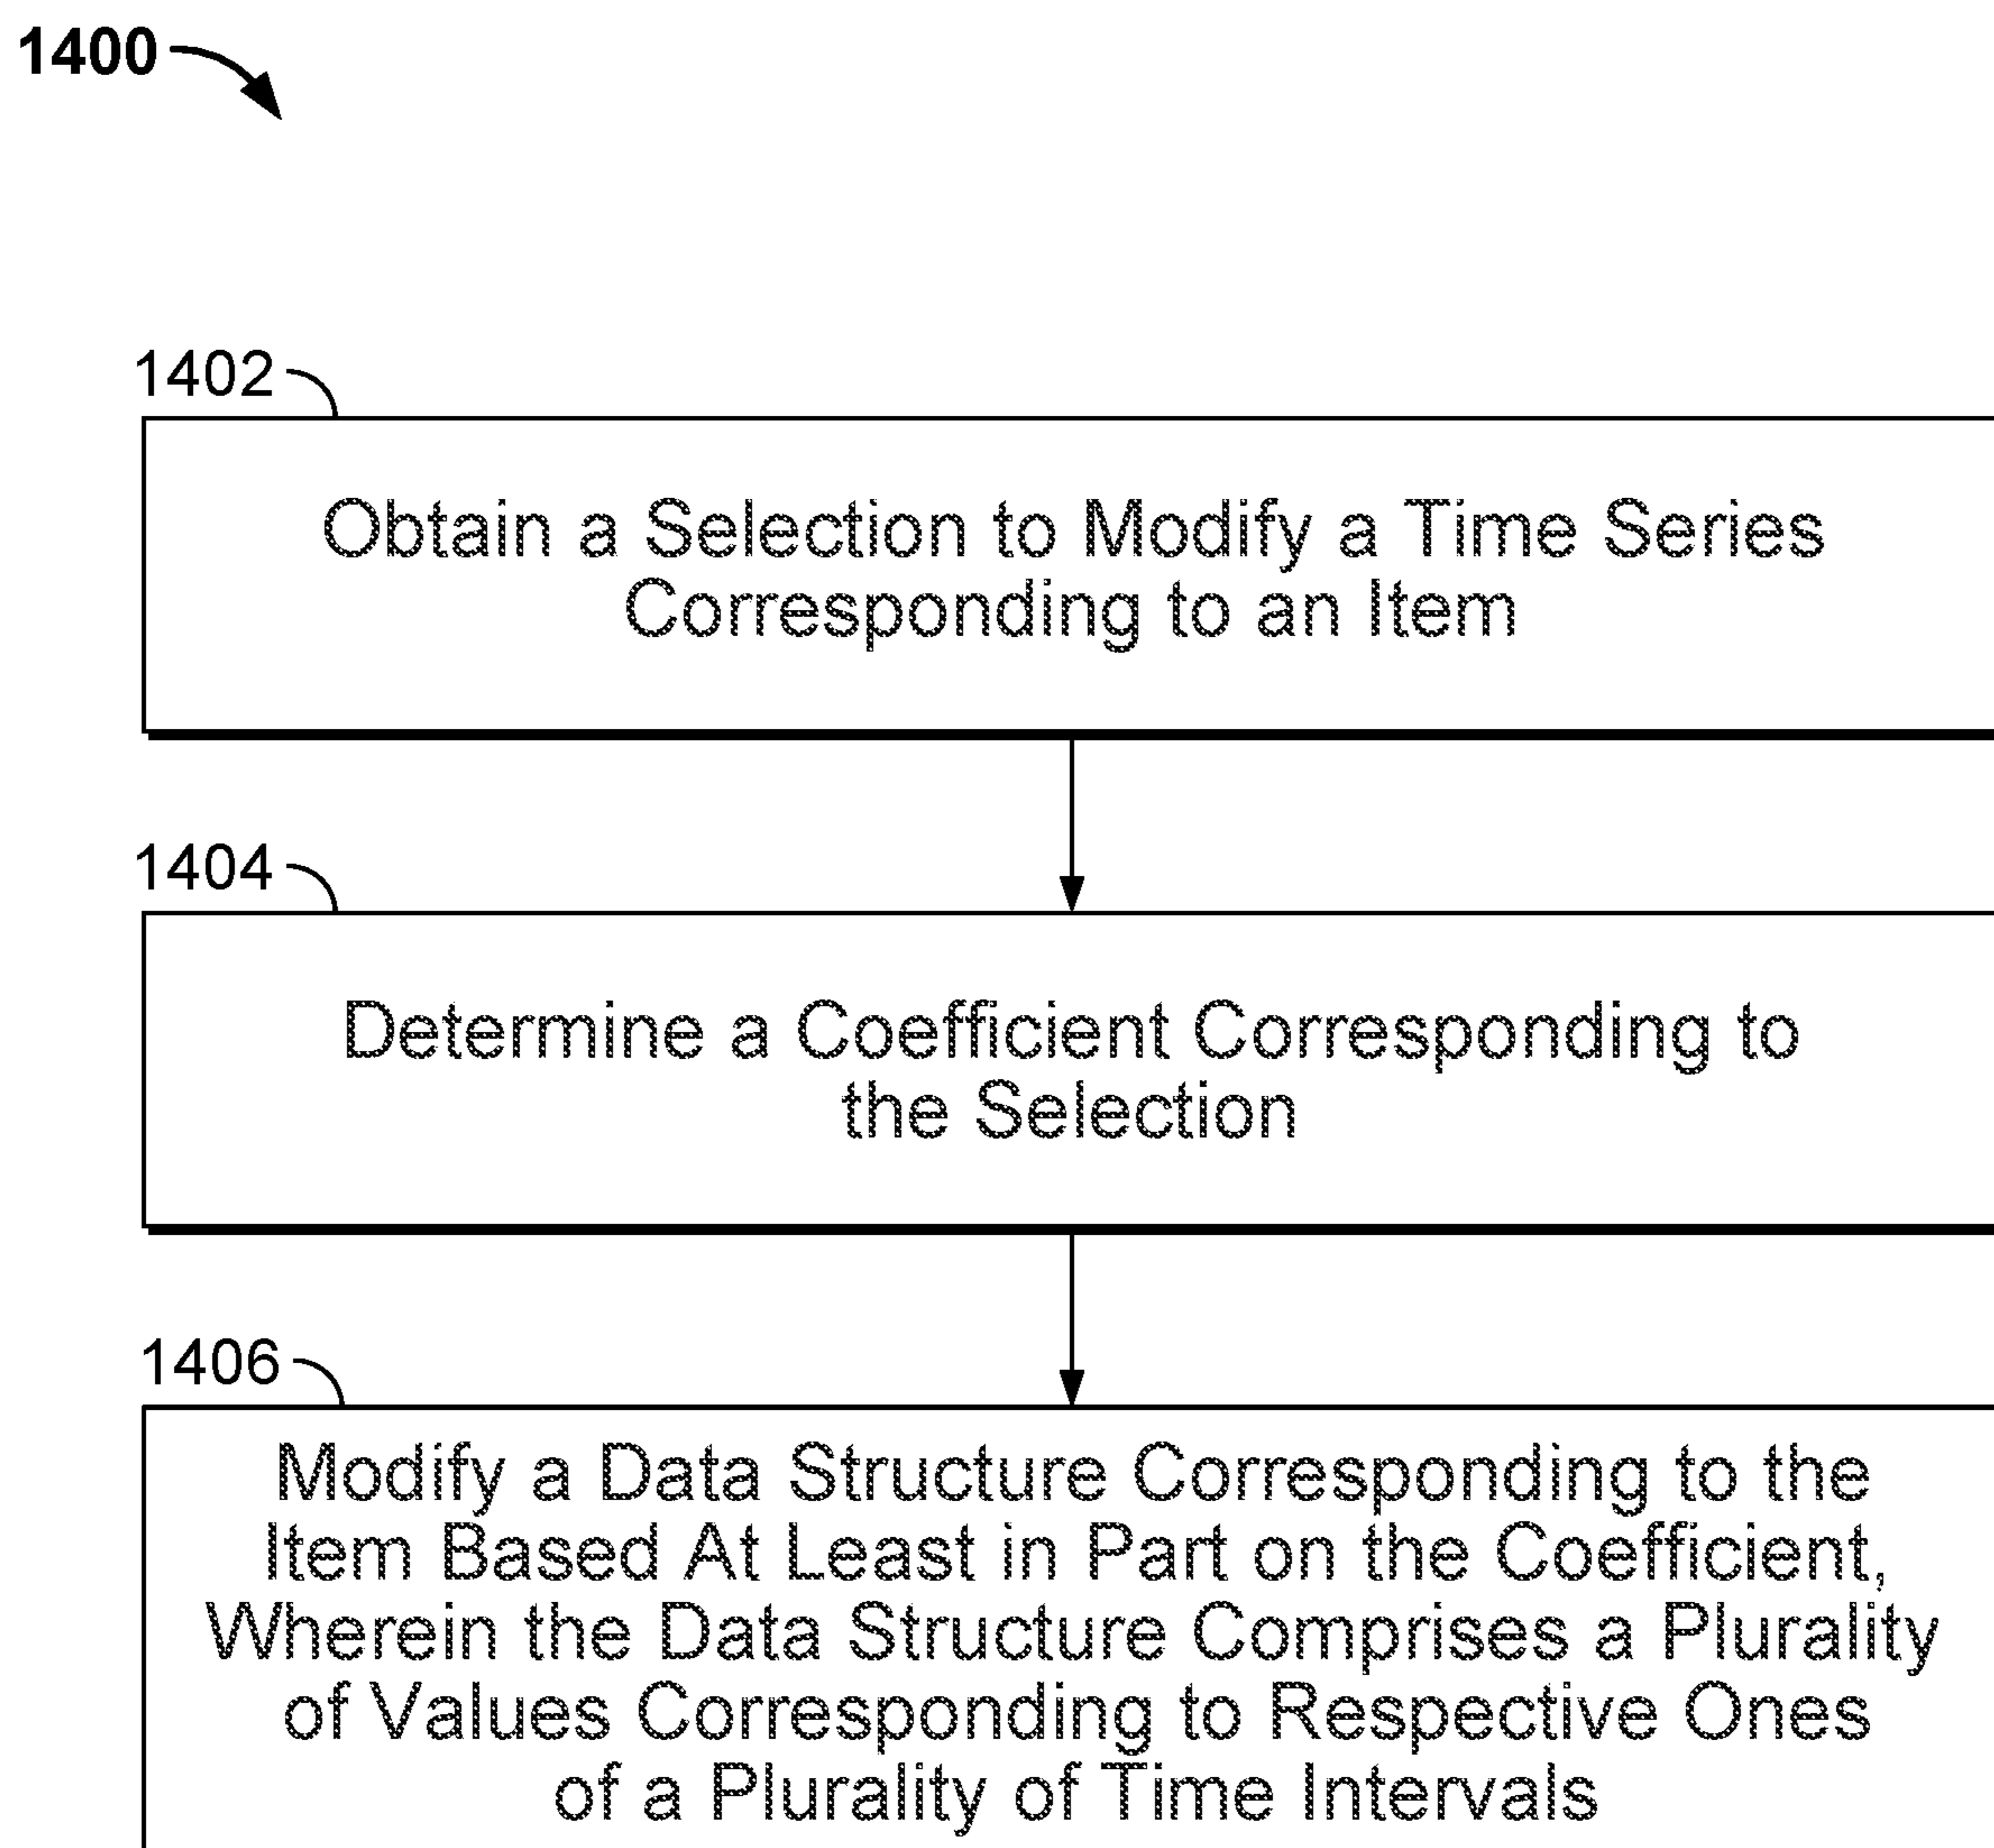 1400
1402
Obtain a Selection to Modify a Time Series
Corresponding to an Item
1404
Determine a Coefficient Corresponding to
the Selection
1406
Modify a Data Structure Corresponding to the
Item Based At Least in Part on the Coefficient,
Wherein the Data Structure Comprises a Plurality
of Values Corresponding to Respective Ones
of a Plurality of Time Intervals